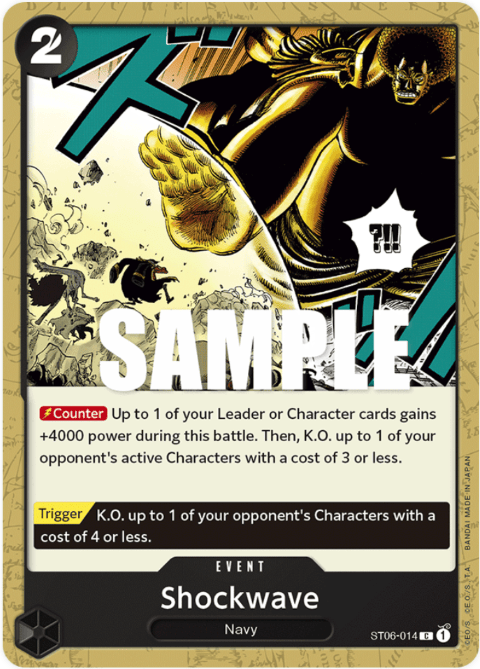 2
?!!
SAMPLE
Counter Up to 1 of your Leader or Character cards gains
+4000 power during this battle. Then, K.O. up to 1 of your
opponent's active Characters with a cost of 3 or less.
Trigger K.O. up to 1 of your opponent's Characters with a
cost of 4 or less.
EVENT
Shockwave
Navy
ST06-014 C 1
BANDAI MADE IN JAPAN